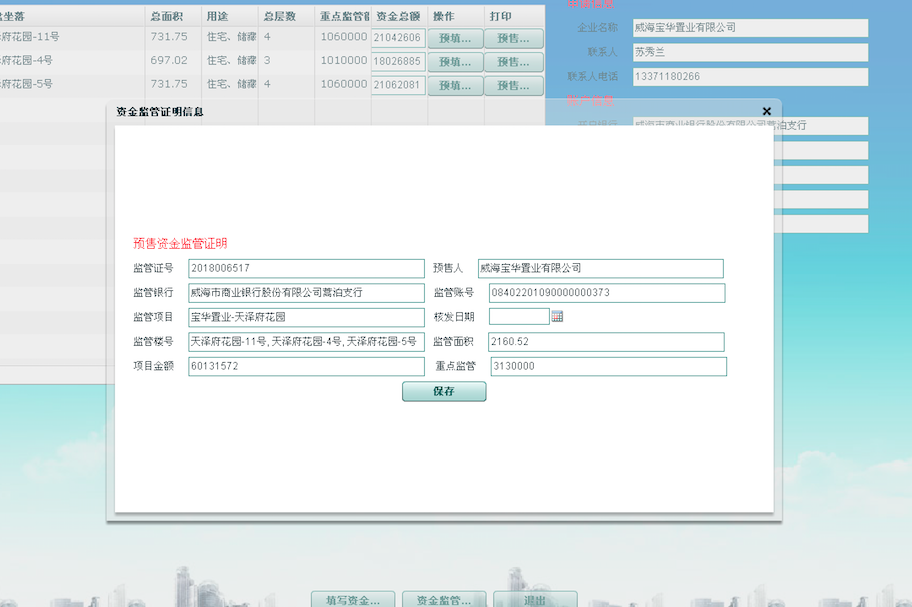 总面积 用途 总层数 重点监管 资金总额 操作 打印
府花园-11号 731.75 住宅、储藏 4 1060000 21042606 预填... 预售...
府花园-4号 697.02 住宅、储藏 3 1010000 18026885 预填... 预售...
府花园-5号 731.75 住宅、储藏 4 1060000 21062081 预填... 预售...
企业名称 威海宝华置业有限公司
联系人 苏秀兰
联系人电话 13371180266
威海市商业银行股份有限公司蒿泊支行
资金监管证明信息
预售资金监管证明
监管证号 2018006517 预售人 威海宝华置业有限公司
监管银行 威海市商业银行股份有限公司蒿泊支行 监管账号 08402201090000000373
监管项目 宝华置业-天泽府花园 核发日期
监管楼号 天泽府花园-11号,天泽府花园-4号,天泽府花园-5号 监管面积 2160.52
项目金额 60131572 重点监管 3130000
保存
填写资金... 资金监管... 退出